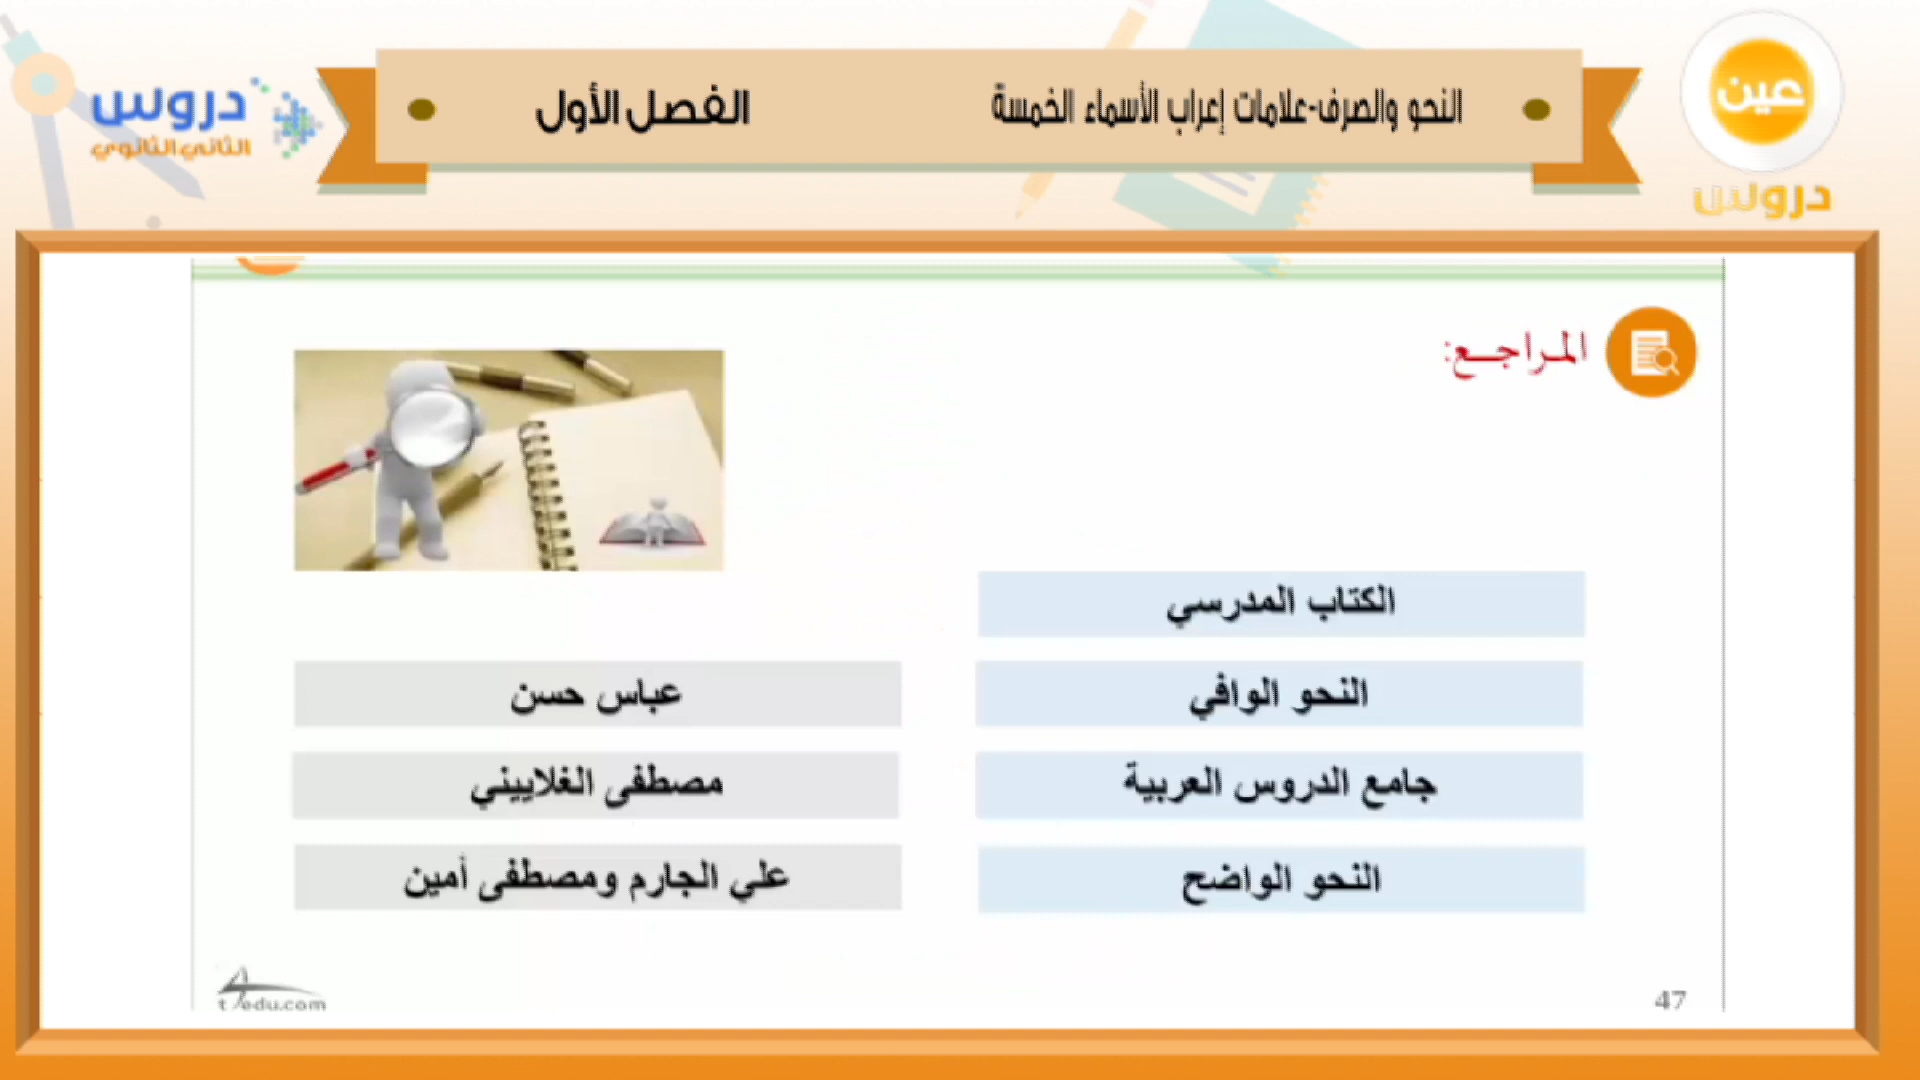 عين
دروس
النحو والصرف-علامات إعراب الأسماء الخمسة
الفصل الأول
دروس
الثاني الثانوي
المراجع:
الكتاب المدرسي
النحو الوافي
عباس حسن
جامع الدروس العربية
مصطفى الغلاييني
النحو الواضح
علي الجارم ومصطفى أمين
t4edu.com
47